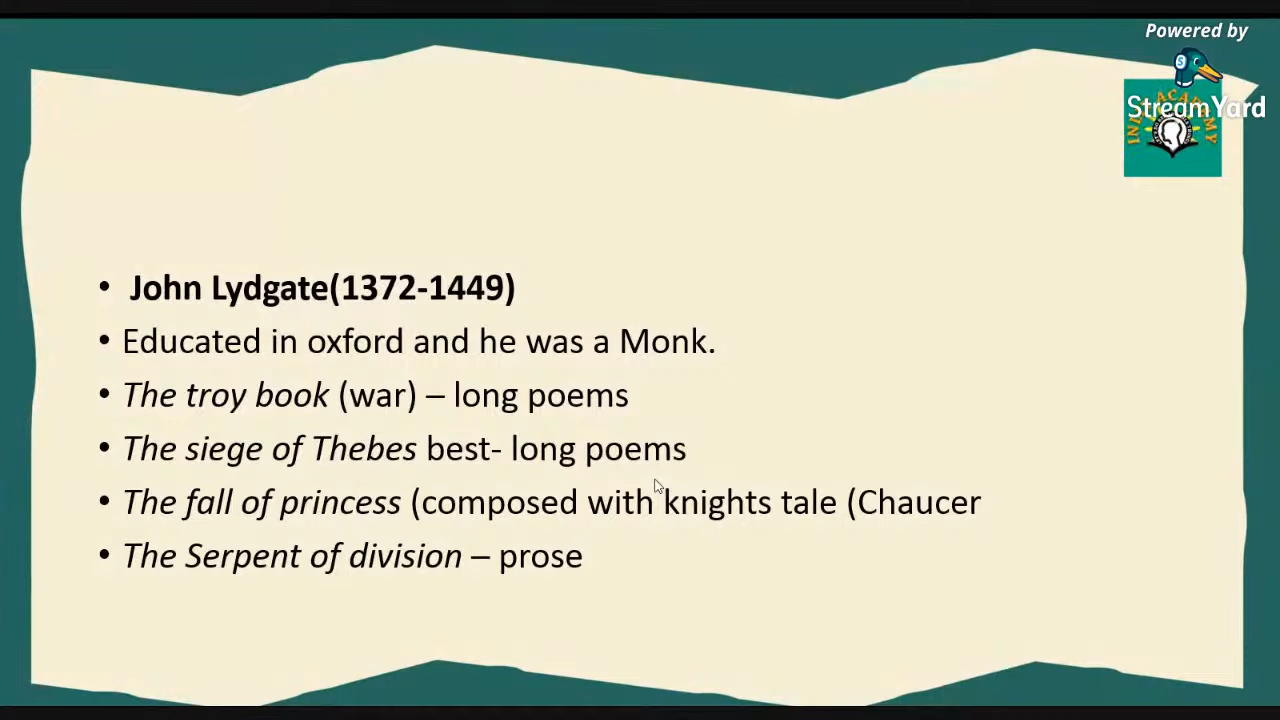 Powered by
StreamYard
ACADEMY
• John Lydgate(1372-1449)
• Educated in oxford and he was a Monk.
• The troy book (war) – long poems
• The siege of Thebes best- long poems
• The fall of princess (composed with knights tale (Chaucer
• The Serpent of division – prose